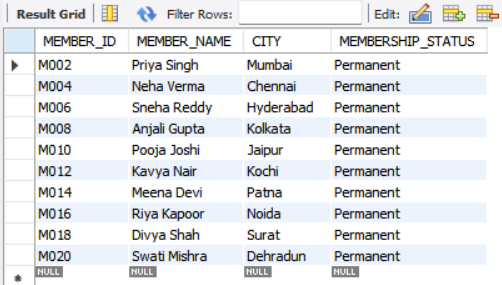 Result Grid Filter Rows: Edit:
MEMBER_ID MEMBER_NAME CITY MEMBERSHIP_STATUS
M002 Priya Singh Mumbai Permanent
M004 Neha Verma Chennai Permanent
M006 Sneha Reddy Hyderabad Permanent
M008 Anjali Gupta Kolkata Permanent
M010 Pooja Joshi Jaipur Permanent
M012 Kavya Nair Kochi Permanent
M014 Meena Devi Patna Permanent
M016 Riya Kapoor Noida Permanent
M018 Divya Shah Surat Permanent
M020 Swati Mishra Dehradun Permanent
NULL NULL NULL NULL